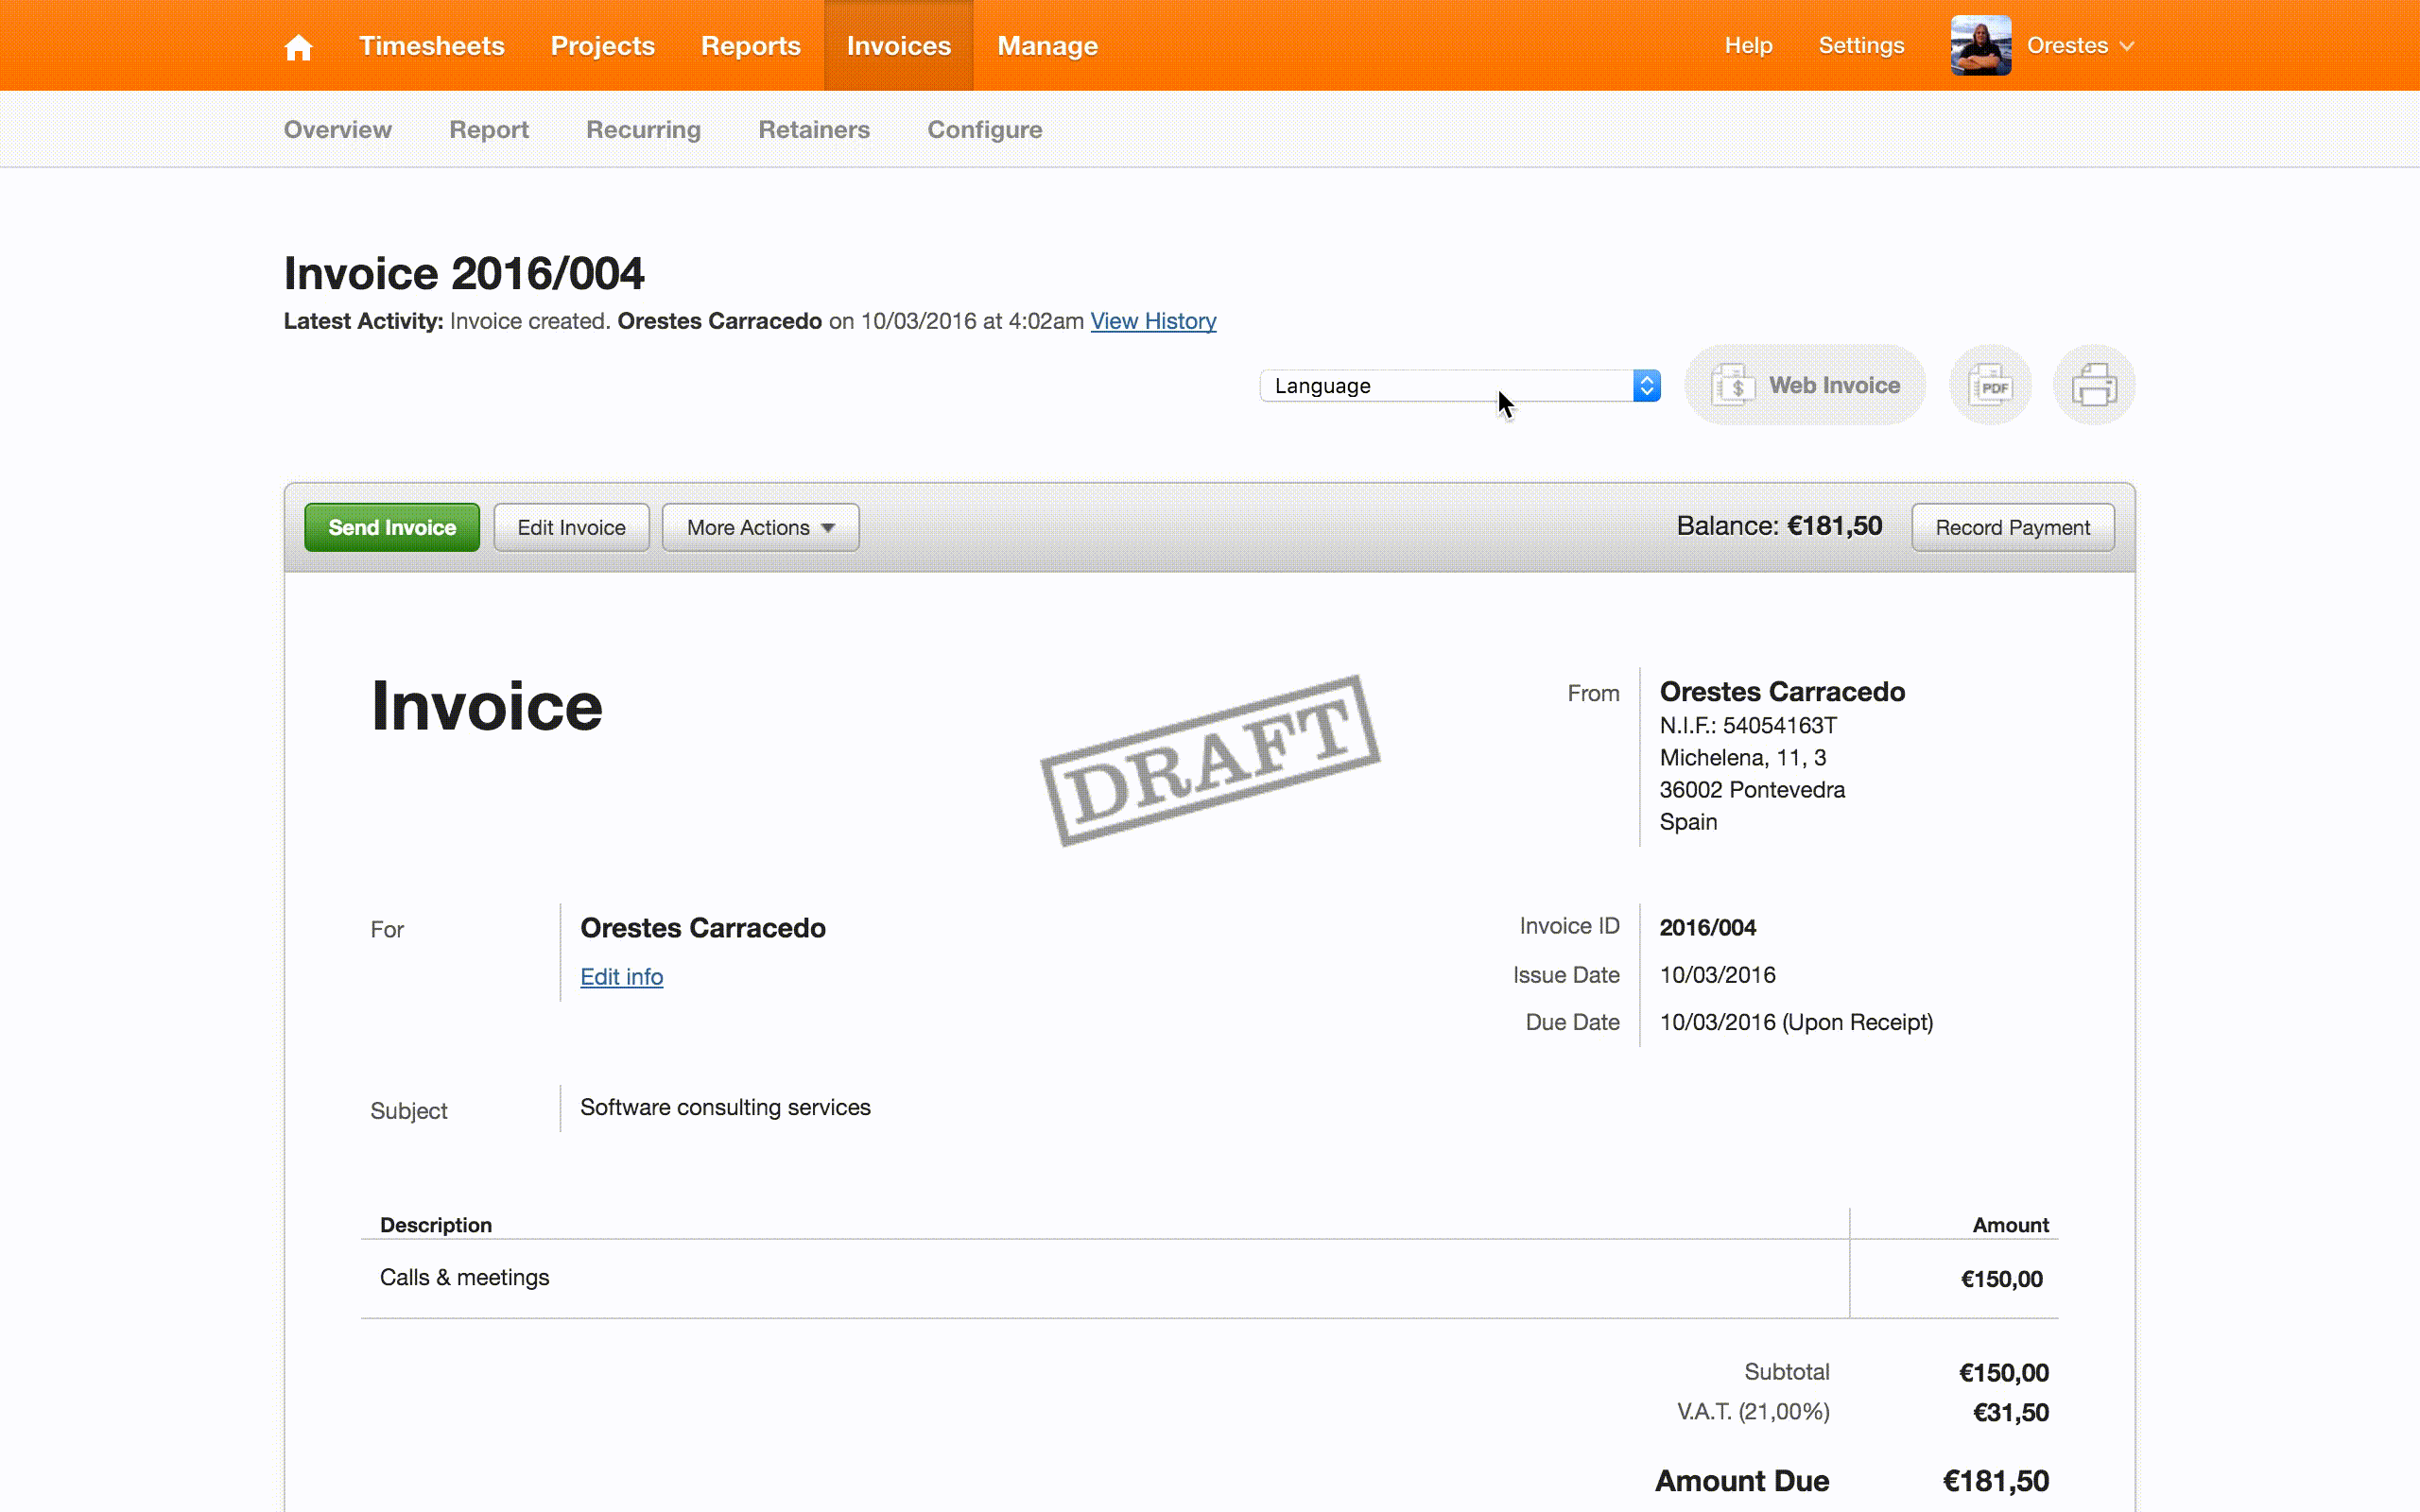 Timesheets Projects Reports Invoices Manage Help Settings Orestes
Overview Report Recurring Retainers Configure
Invoice 2016/004
Latest Activity: Invoice created. Orestes Carracedo on 10/03/2016 at 4:02am View History
Language $ Web Invoice PDF
Send Invoice Edit Invoice More Actions Balance: €181,50 Record Payment
Invoice
DRAFT
From Orestes Carracedo
N.I.F.: 54054163T
Michelena, 11, 3
36002 Pontevedra
Spain
For Orestes Carracedo
Edit info
Invoice ID 2016/004
Issue Date 10/03/2016
Due Date 10/03/2016 (Upon Receipt)
Subject Software consulting services
Description Amount
Calls & meetings €150,00
Subtotal €150,00
V.A.T. (21,00%) €31,50
Amount Due €181,50